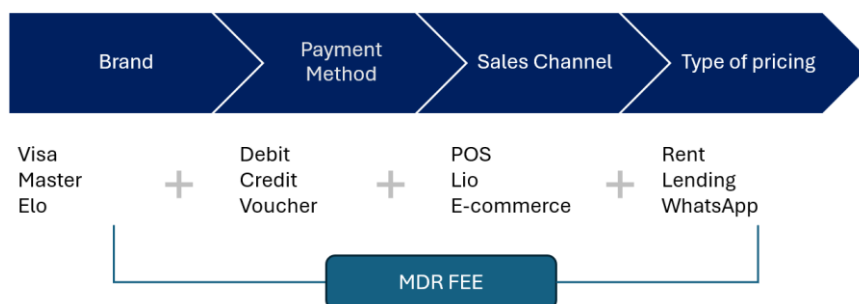 Brand
Payment
Method
Sales Channel
Type of pricing
Visa
Master
Elo
+
Debit
Credit
Voucher
+
POS
Lio
E-commerce
+
Rent
Lending
WhatsApp
MDR FEE